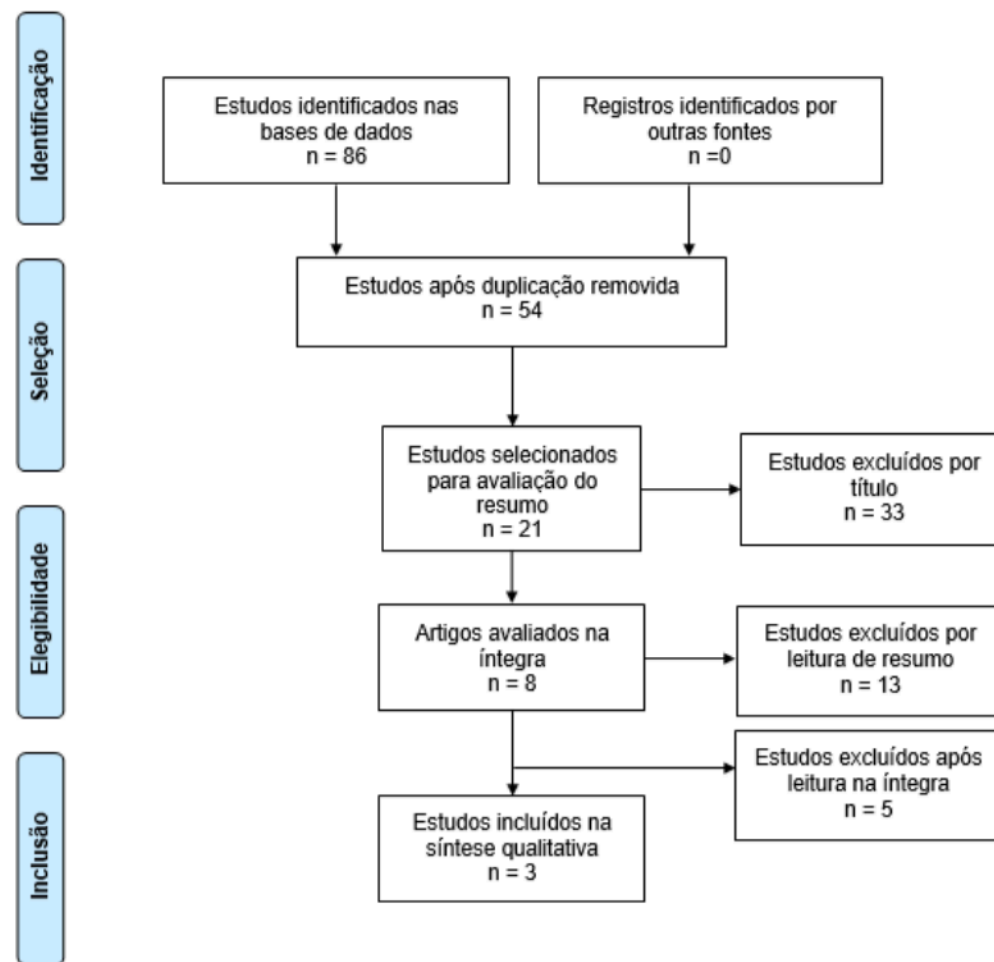 Identificação
Estudos identificados nas
bases de dados
n = 86
Registros identificados por
outras fontes
n =0
Seleção
Estudos após duplicação removida
n = 54
Estudos selecionados
para avaliação do
resumo
n = 21
Estudos excluídos por
título
n = 33
Elegibilidade
Artigos avaliados na
íntegra
n = 8
Estudos excluídos por
leitura de resumo
n = 13
Estudos excluídos após
leitura na íntegra
n = 5
Inclusão
Estudos incluídos na
síntese qualitativa
n = 3